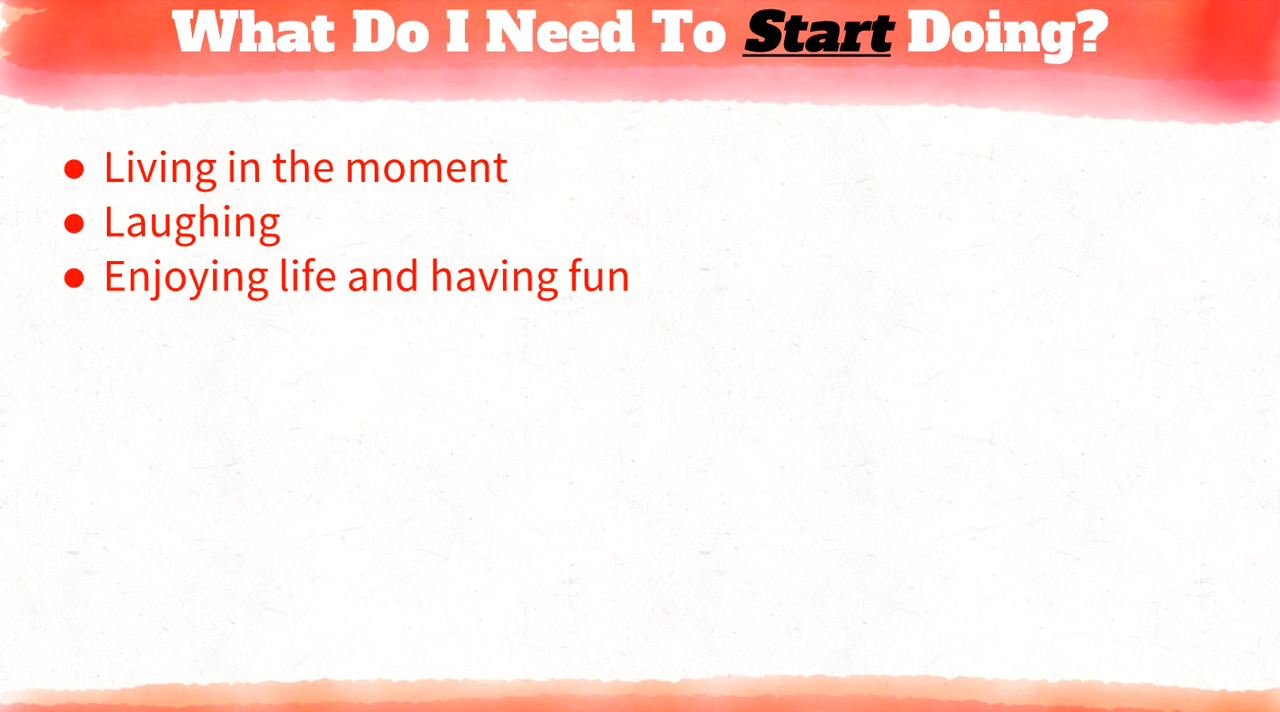 What Do I Need To Start Doing?
● Living in the moment
● Laughing
● Enjoying life and having fun